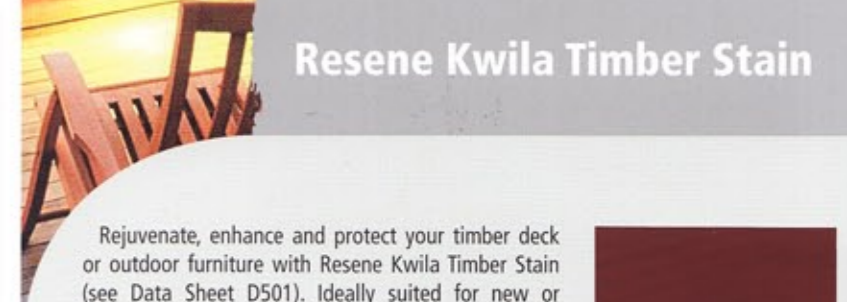 Resene Kwila Timber Stain
Rejuvenate, enhance and protect your timber deck
or outdoor furniture with Resene Kwila Timber Stain
(see Data Sheet D501). Ideally suited for new or